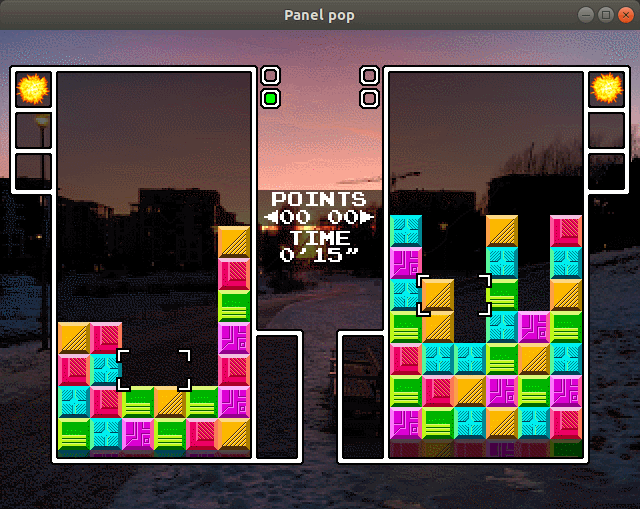 Panel pop
POINTS
◀00 00▶
TIME
0'15"